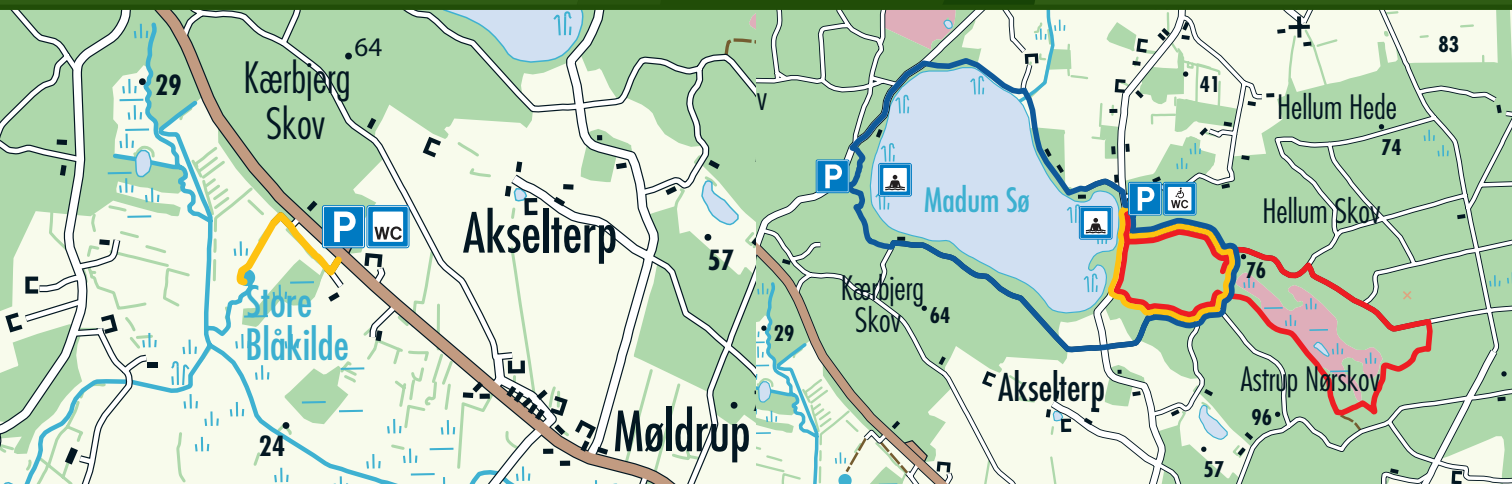 64
Kærbjerg
Skov
29
P WC
Akselterp
57
Store
Blåkilde
24
Møldrup
V
83
41
Hellum Hede
74
P
Madum Sø
P WC
Hellum Skov
76
Kærbjerg
Skov
64
29
Akselterp
Astrup Nørskov
96
57